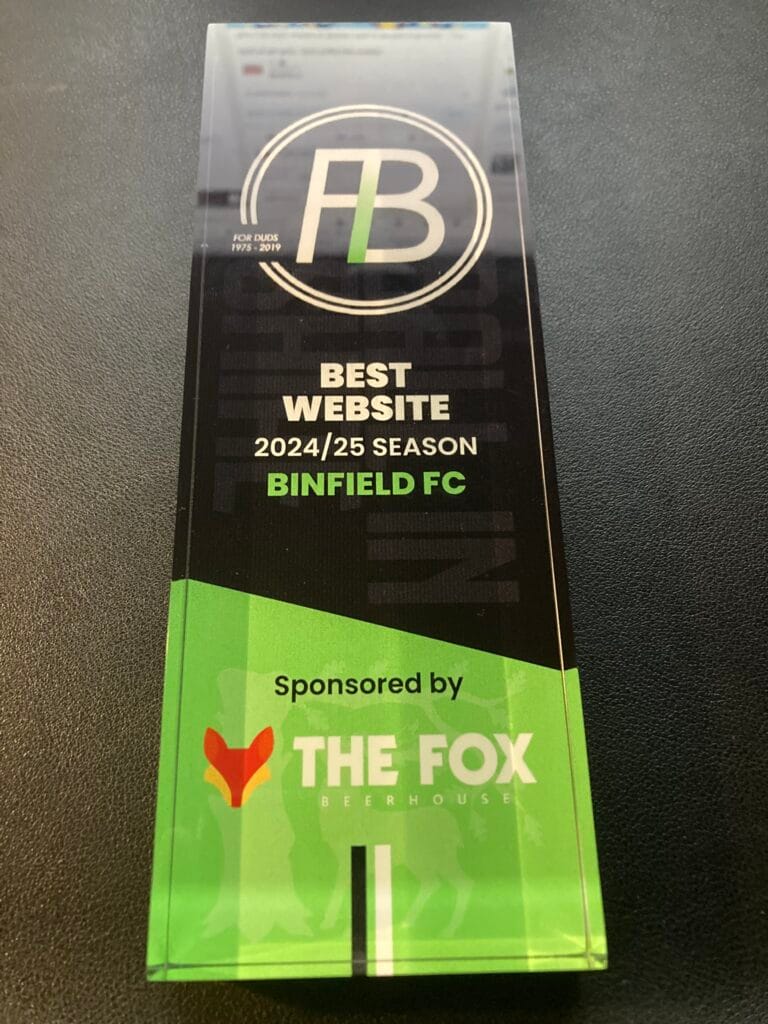 FB
FOR DUDS
1975 - 2019
BEST
WEBSITE
2024/25 SEASON
BINFIELD FC
Sponsored by
THE FOX
BEERHOUSE